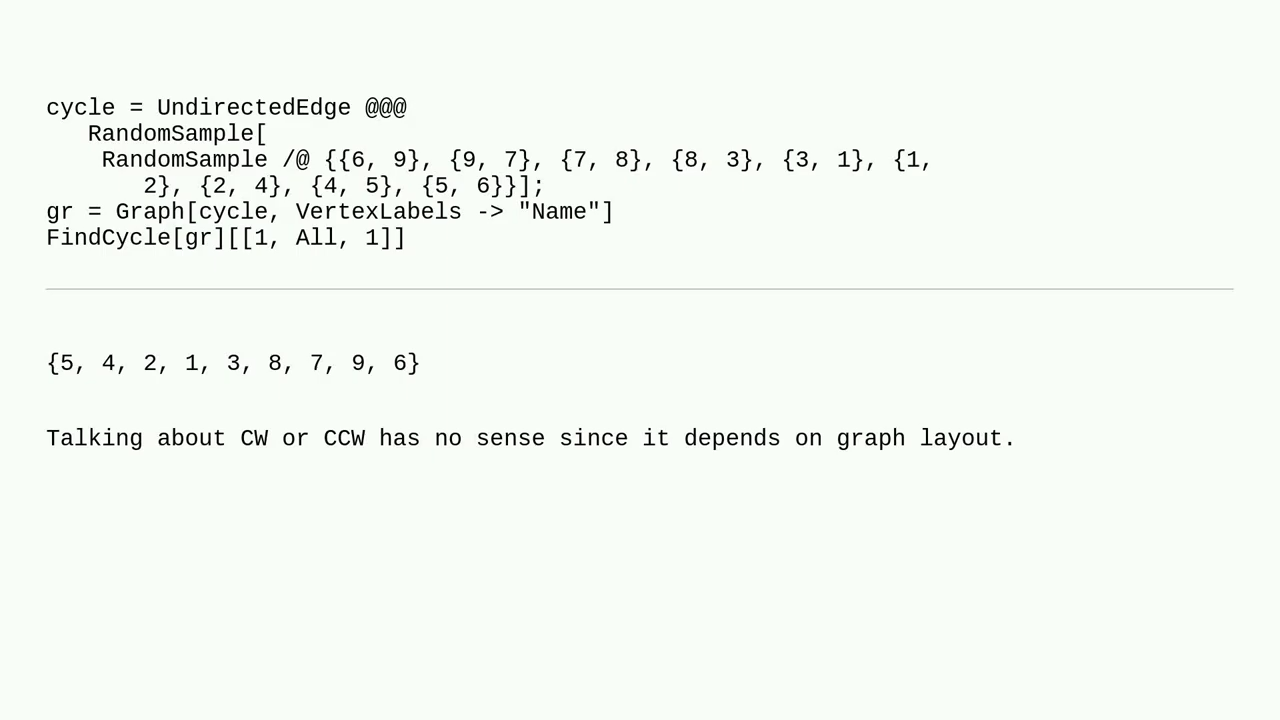 cycle = UndirectedEdge @@@
   RandomSample[
    RandomSample /@ {{6, 9}, {9, 7}, {7, 8}, {8, 3}, {3, 1}, {1,
       2}, {2, 4}, {4, 5}, {5, 6}}];
gr = Graph[cycle, VertexLabels -> "Name"]
FindCycle[gr][[1, All, 1]]
{5, 4, 2, 1, 3, 8, 7, 9, 6}
Talking about CW or CCW has no sense since it depends on graph layout.